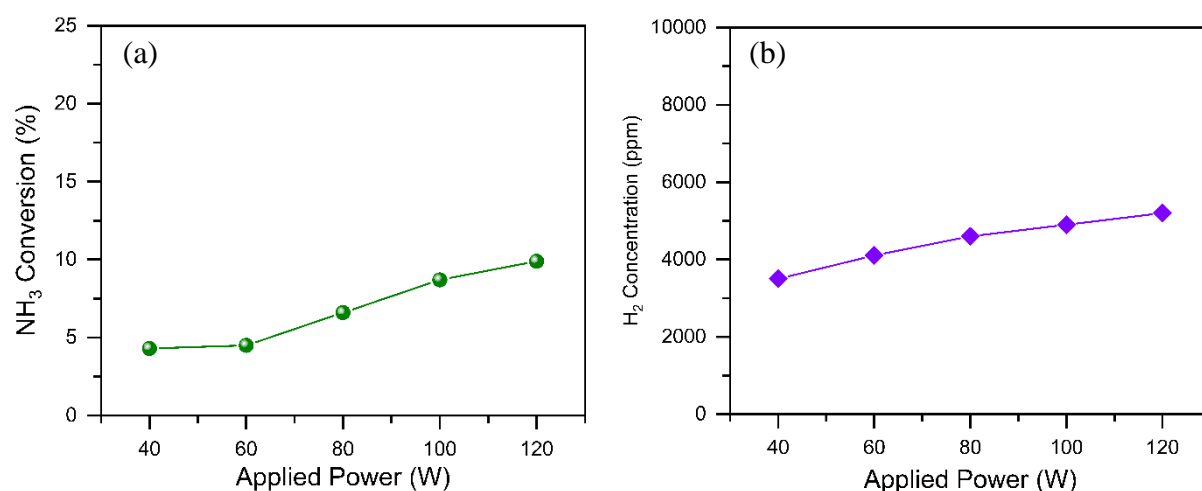 (a)
NH₃ Conversion (%)
25
20
15
10
5
0
40 60 80 100 120
Applied Power (W)
(b)
H₂ Concentration (ppm)
10000
8000
6000
4000
2000
0
40 60 80 100 120
Applied Power (W)